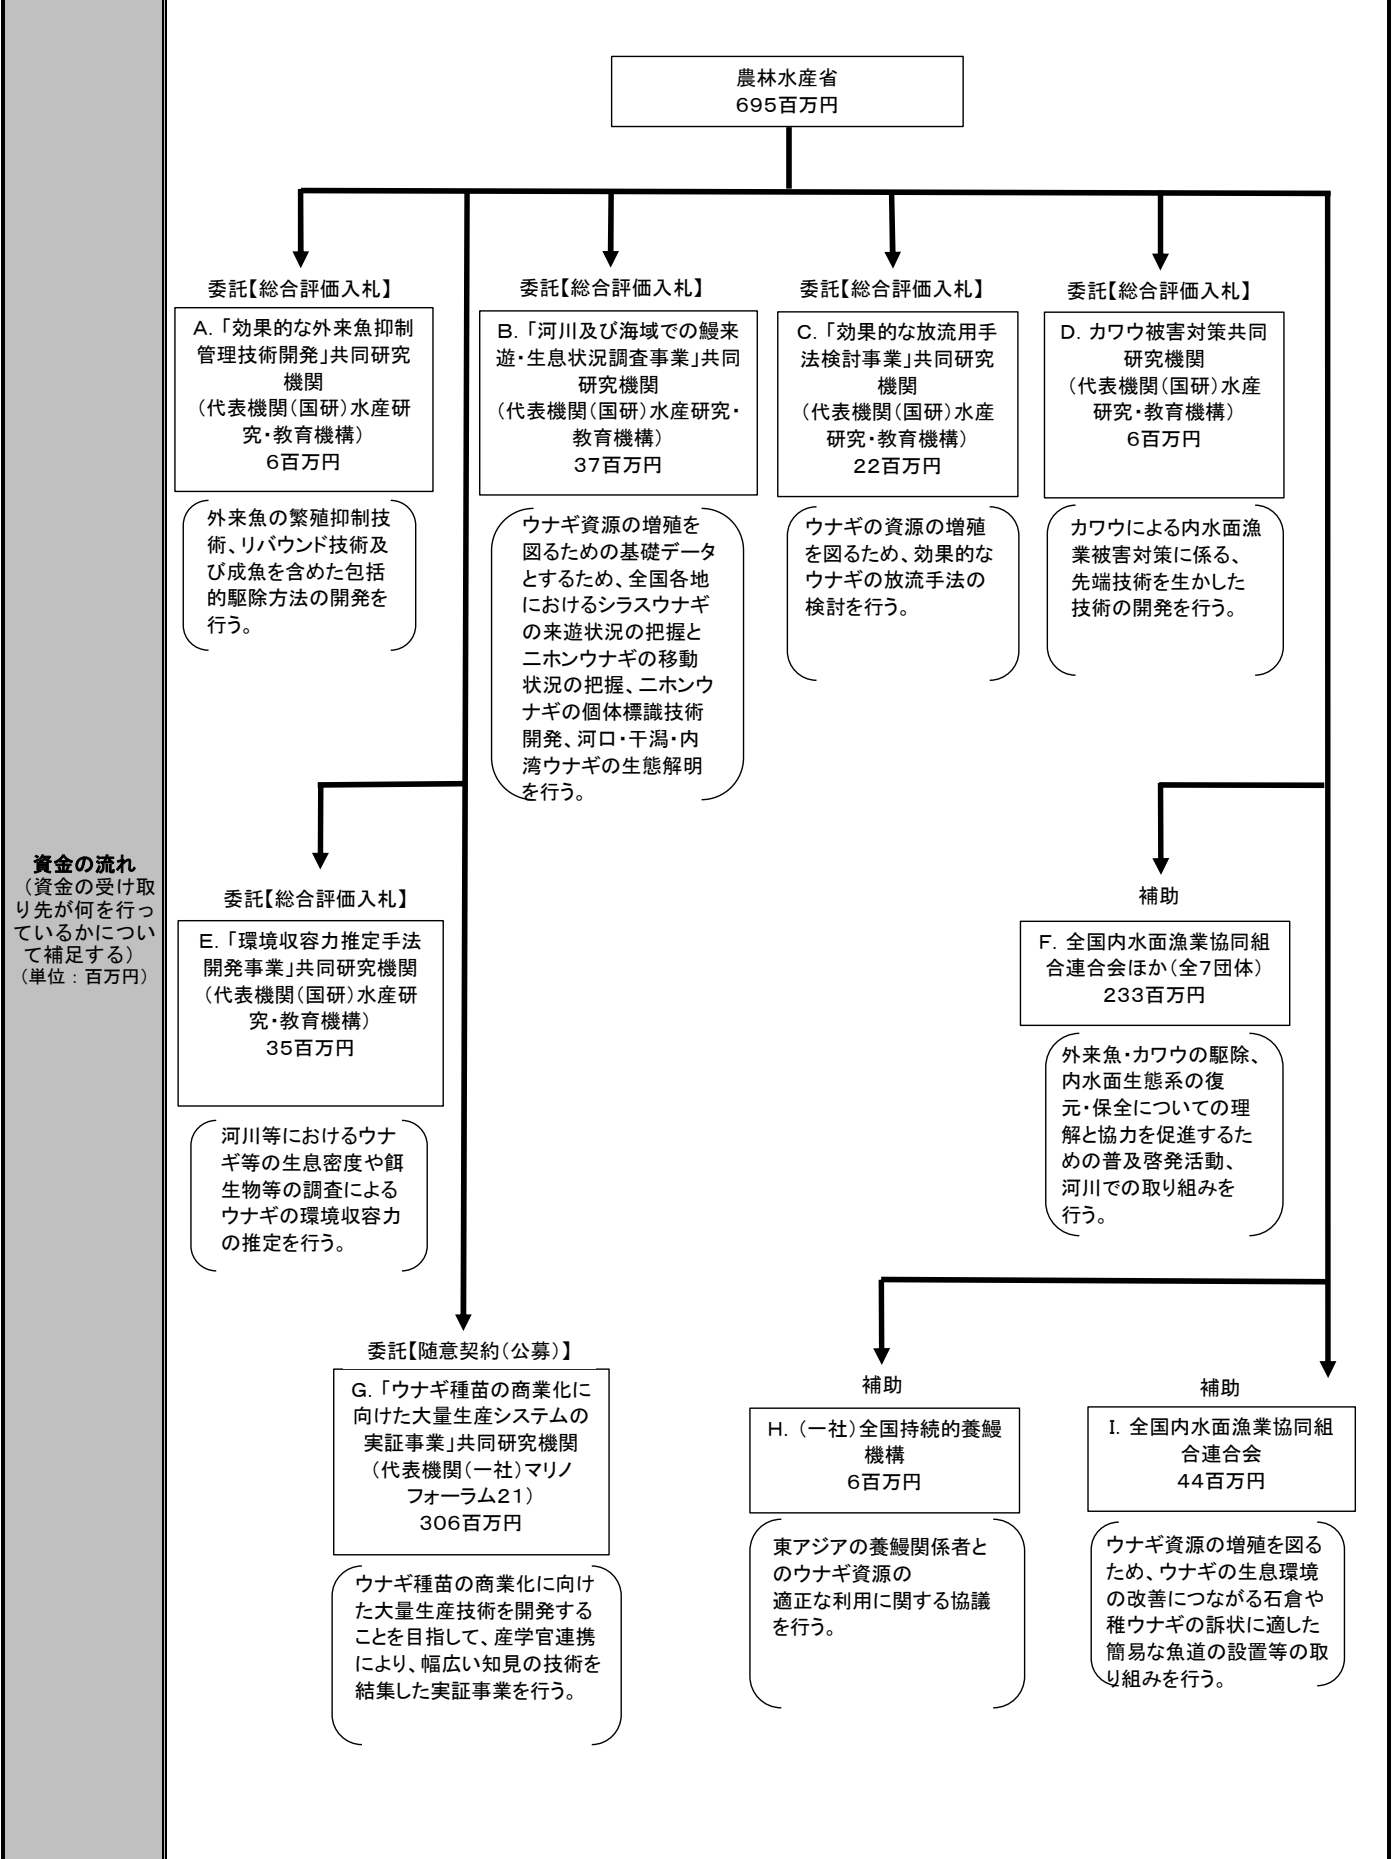 農林水産省
695百万円
委託【総合評価入札】
A. 「効果的な外来魚抑制
管理技術開発」共同研究
機関
（代表機関（国研）水産研
究・教育機構）
6百万円
外来魚の繁殖抑制技
術、リバウンド技術及
び成魚を含めた包括
的駆除方法の開発を
行う。
委託【総合評価入札】
B. 「河川及び海域での鰻来
遊・生息状況調査事業」共同
研究機関
（代表機関（国研）水産研究・
教育機構）
37百万円
ウナギ資源の増殖を
図るための基礎データ
とするため、全国各地
におけるシラスウナギ
の来遊状況の把握と
ニホンウナギの移動
状況の把握、ニホンウ
ナギの個体標識技術
開発、河口・干潟・内
湾ウナギの生態解明
を行う。
委託【総合評価入札】
C. 「効果的な放流用手
法検討事業」共同研究
機関
（代表機関（国研）水産
研究・教育機構）
22百万円
ウナギの資源の増殖
を図るため、効果的な
ウナギの放流手法の
検討を行う。
委託【総合評価入札】
D. カワウ被害対策共同
研究機関
（代表機関（国研）水産
研究・教育機構）
6百万円
カワウによる内水面漁
業被害対策に係る、
先端技術を生かした
技術の開発を行う。
資金の流れ
（資金の受け取
り先が何を行っ
ているかについ
て補足する）
（単位：百万円）
委託【総合評価入札】
E. 「環境収容力推定手法
開発事業」共同研究機関
（代表機関（国研）水産研
究・教育機構）
35百万円
河川等におけるウナ
ギ等の生息密度や餌
生物等の調査による
ウナギの環境収容力
の推定を行う。
補助
F. 全国内水面漁業協同組
合連合会ほか（全7団体）
233百万円
外来魚・カワウの駆除、
内水面生態系の復
元・保全についての理
解と協力を促進するた
めの普及啓発活動、
河川での取り組みを
行う。
委託【随意契約（公募）】
G. 「ウナギ種苗の商業化に
向けた大量生産システムの
実証事業」共同研究機関
（代表機関（一社）マリノ
フォーラム21）
306百万円
ウナギ種苗の商業化に向け
た大量生産技術を開発する
ことを目指して、産学官連携
により、幅広い知見の技術を
結集した実証事業を行う。
補助
H. （一社）全国持続的養鰻
機構
6百万円
東アジアの養鰻関係者と
のウナギ資源の
適正な利用に関する協議
を行う。
補助
I. 全国内水面漁業協同組
合連合会
44百万円
ウナギ資源の増殖を図る
ため、ウナギの生息環境
の改善につながる石倉や
稚ウナギの訴状に適した
簡易な魚道の設置等の取
り組みを行う。